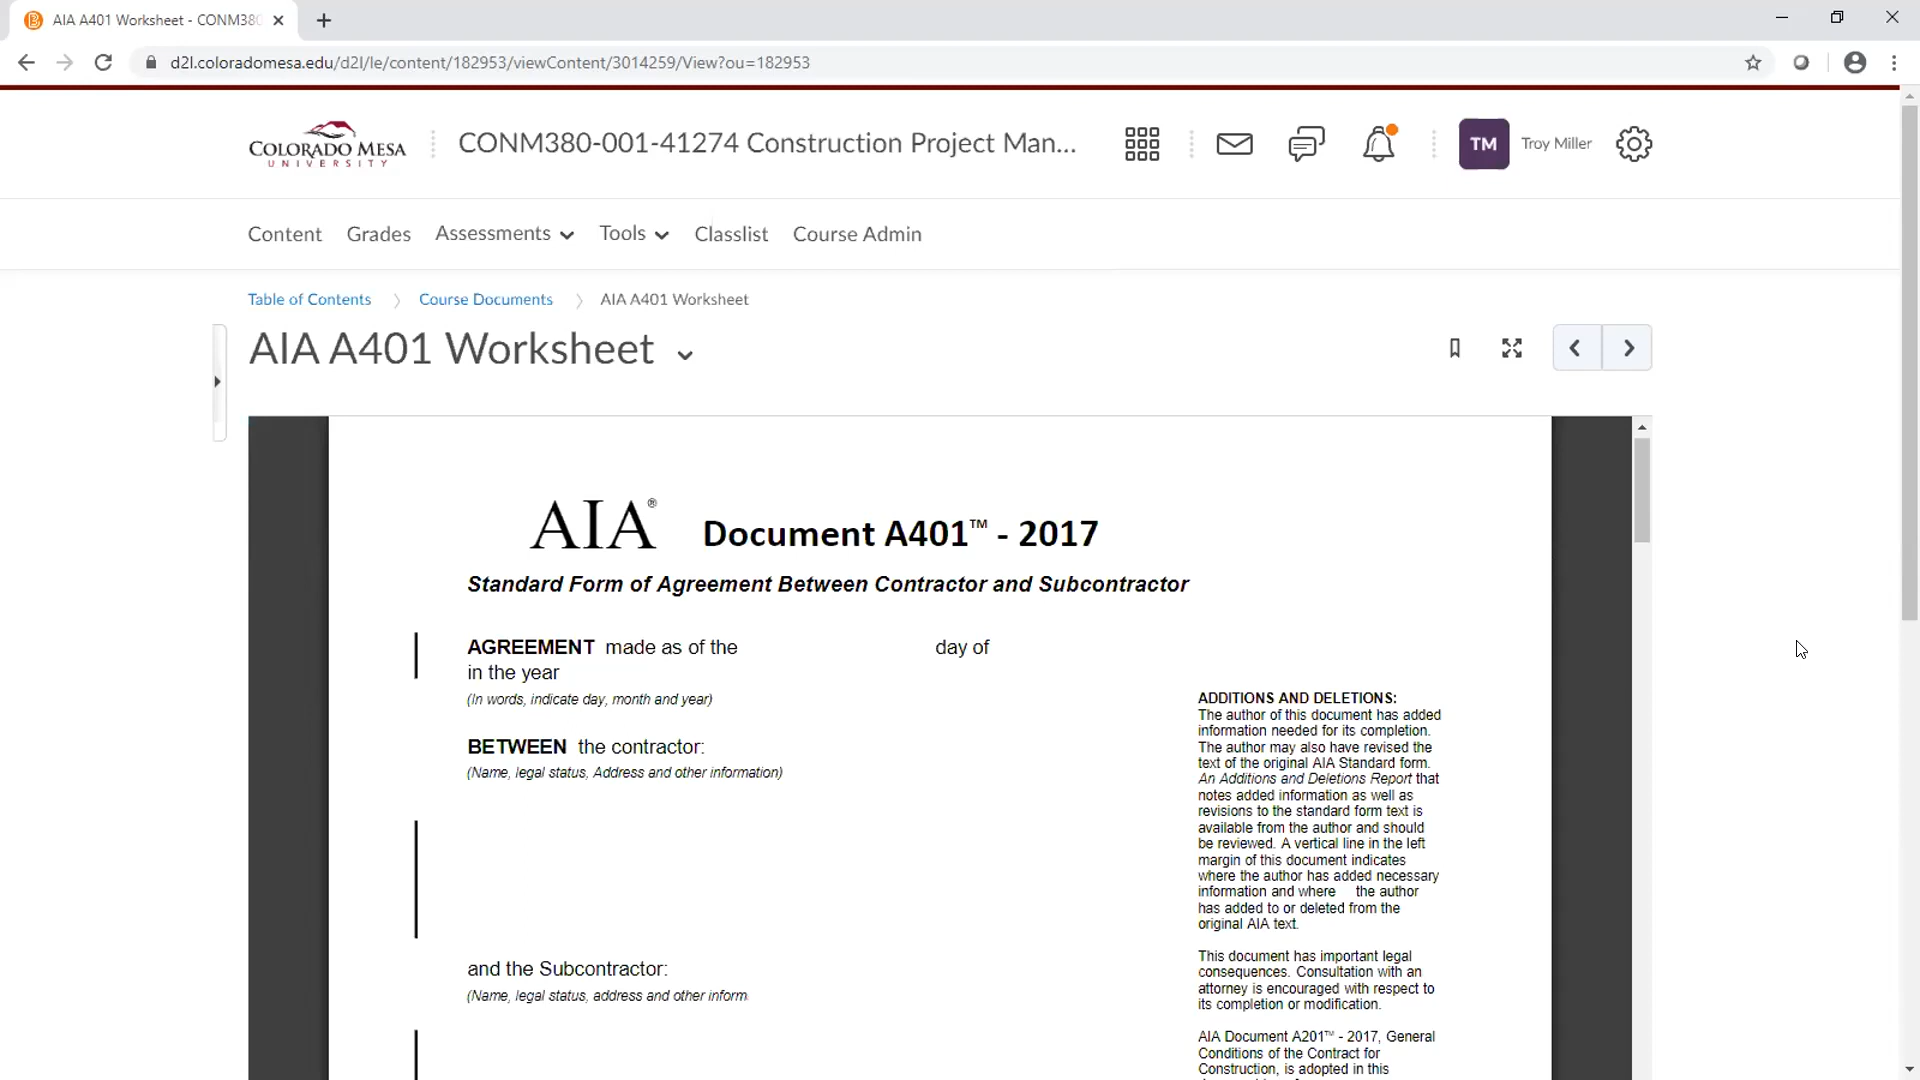 AIA A401 Worksheet - CONM380
d2l.coloradomesa.edu/d2l/le/content/182953/viewContent/3014259/View?ou=182953
COLORADO MESA
UNIVERSITY
CONM380-001-41274 Construction Project Man...
TM
Troy Miller
Content
Grades
Assessments
Tools
Classlist
Course Admin
Table of Contents
Course Documents
AIA A401 Worksheet
AIA A401 Worksheet
AIA® Document A401™ - 2017
Standard Form of Agreement Between Contractor and Subcontractor
AGREEMENT made as of the day of
in the year
(In words, indicate day, month and year)
BETWEEN the contractor:
(Name, legal status, Address and other information)
and the Subcontractor:
(Name, legal status, address and other inform
ADDITIONS AND DELETIONS:
The author of this document has added
information needed for its completion.
The author may also have revised the
text of the original AIA Standard form.
An Additions and Deletions Report that
notes added information as well as
revisions to the standard form text is
available from the author and should
be reviewed. A vertical line in the left
margin of this document indicates
where the author has added necessary
information and where the author
has added to or deleted from the
original AIA text.
This document has important legal
consequences. Consultation with an
attorney is encouraged with respect to
its completion or modification.
AIA Document A201™ - 2017, General
Conditions of the Contract for
Construction, is adopted in this